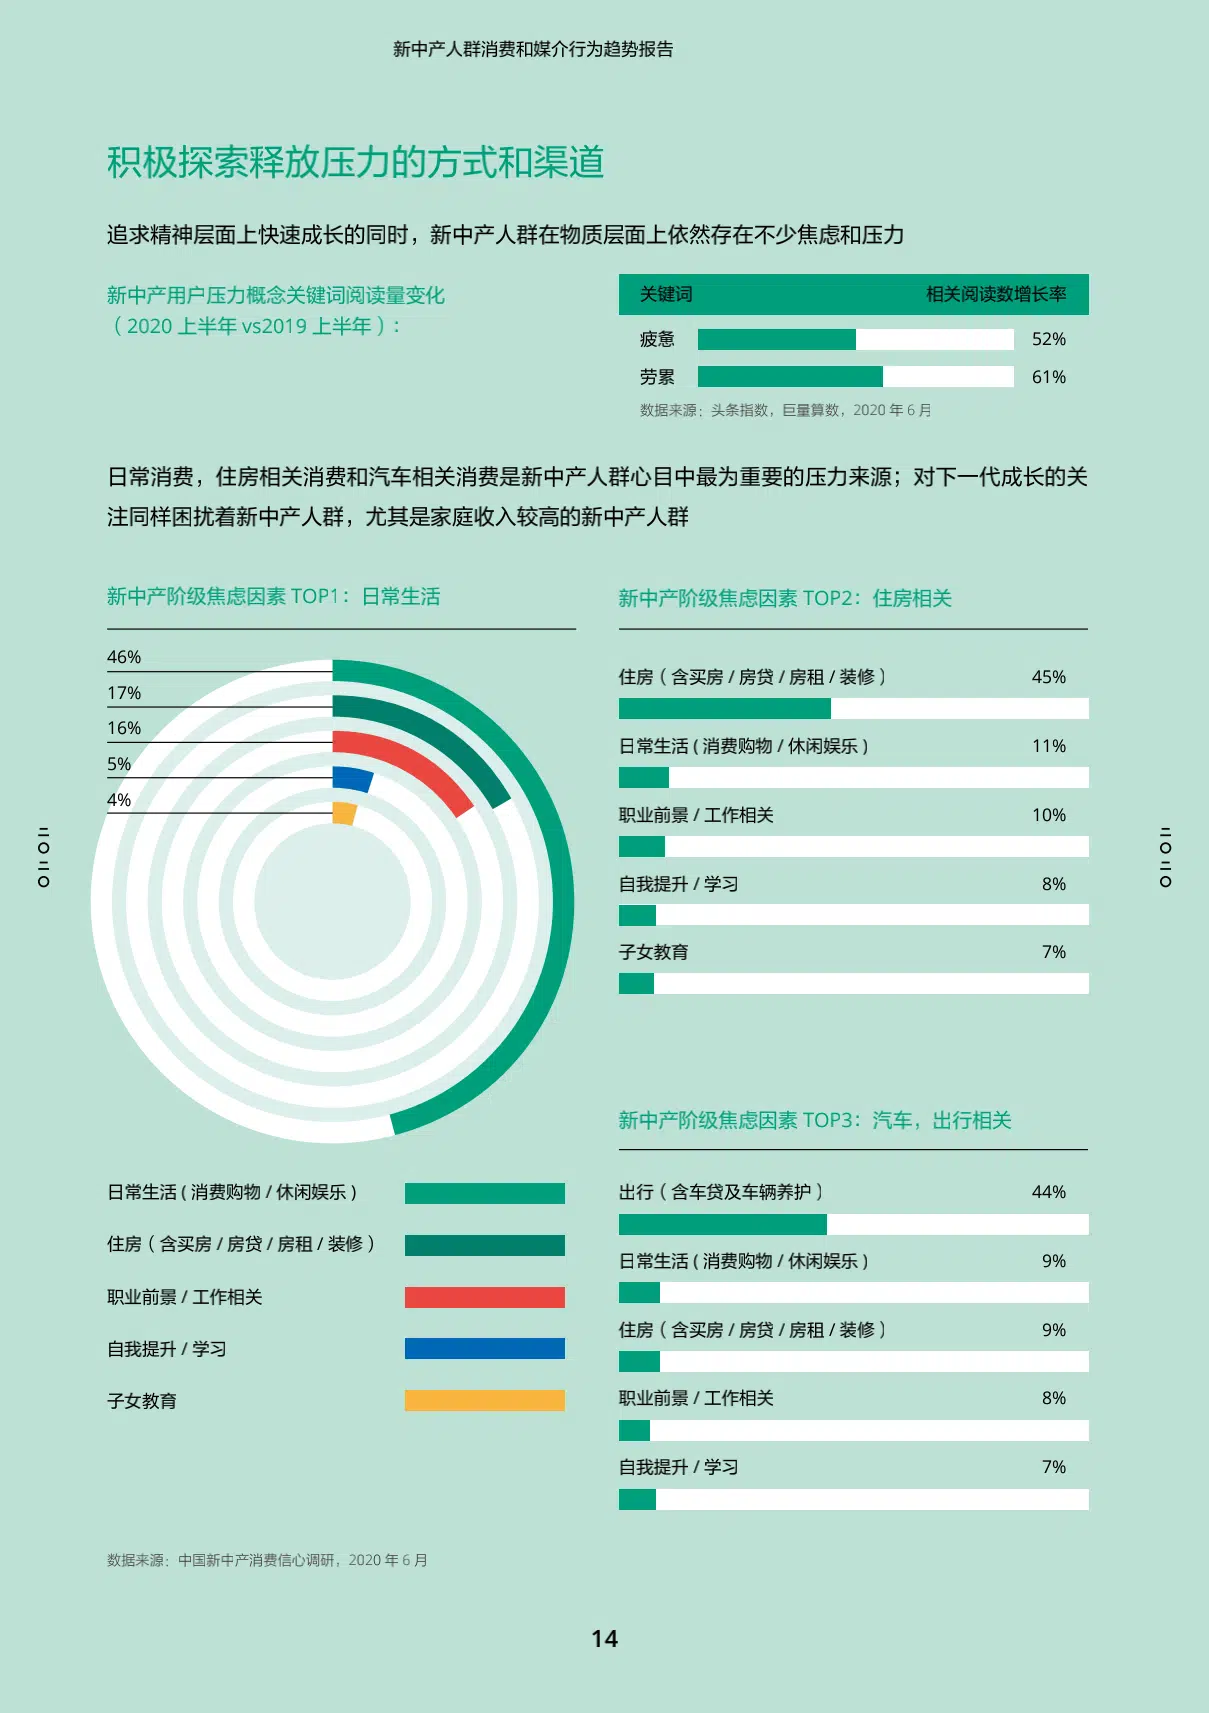 新中产人群消费和媒介行为趋势报告
积极探索释放压力的方式和渠道
追求精神层面上快速成长的同时，新中产人群在物质层面上依然存在不少焦虑和压力
新中产用户压力概念关键词阅读量变化
（2020 上半年 vs2019 上半年）：
关键词 相关阅读数增长率
疲惫 52%
劳累 61%
数据来源：头条指数，巨量算数，2020 年 6 月
日常消费，住房相关消费和汽车相关消费是新中产人群心目中最为重要的压力来源；对下一代成长的关
注同样困扰着新中产人群，尤其是家庭收入较高的新中产人群
新中产阶级焦虑因素 TOP1：日常生活
46%
17%
16%
5%
4%
日常生活 ( 消费购物 / 休闲娱乐 )
住房（含买房 / 房贷 / 房租 / 装修）
职业前景 / 工作相关
自我提升 / 学习
子女教育
新中产阶级焦虑因素 TOP2：住房相关
住房（含买房 / 房贷 / 房租 / 装修） 45%
日常生活 ( 消费购物 / 休闲娱乐 ) 11%
职业前景 / 工作相关 10%
自我提升 / 学习 8%
子女教育 7%
新中产阶级焦虑因素 TOP3：汽车，出行相关
出行（含车贷及车辆养护） 44%
日常生活 ( 消费购物 / 休闲娱乐 ) 9%
住房（含买房 / 房贷 / 房租 / 装修） 9%
职业前景 / 工作相关 8%
自我提升 / 学习 7%
二〇二〇
二〇二〇
数据来源：中国新中产消费信心调研，2020 年 6 月
14